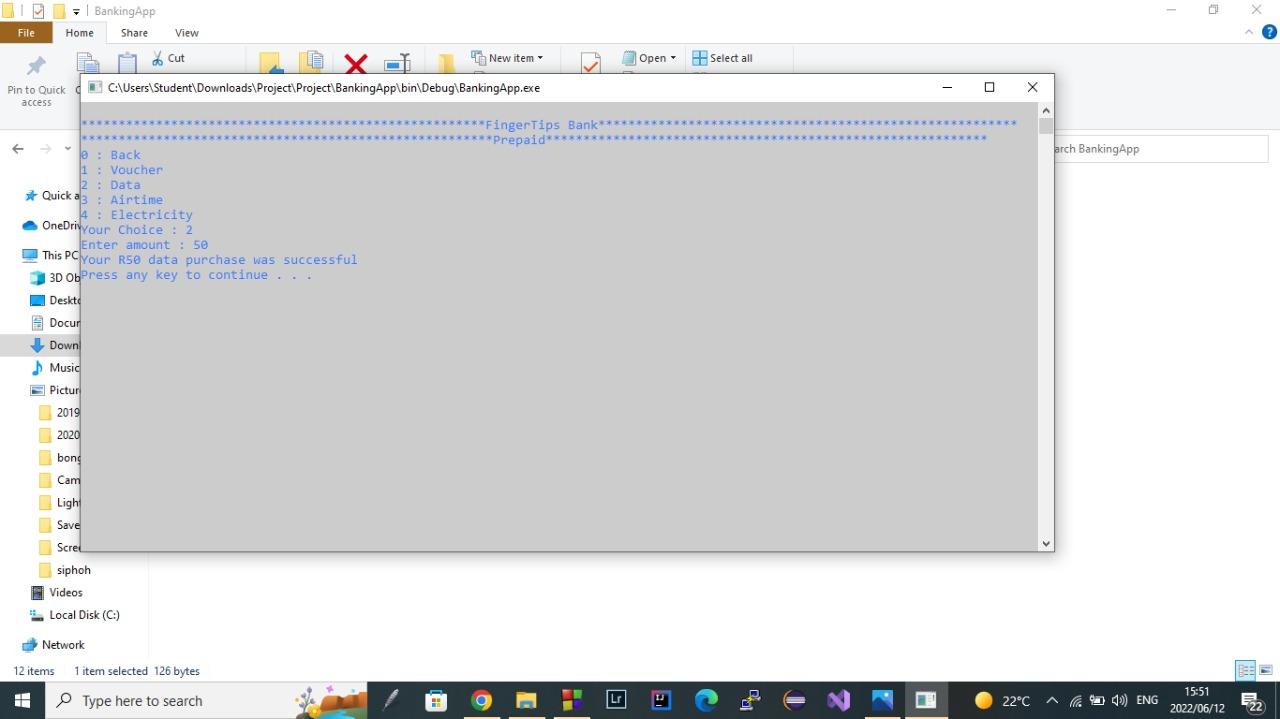 BankingApp
File Home Share View
Cut
New item
Open
Select all
Pin to Quick
access
C:\Users\Student\Downloads\Project\Project\BankingApp\bin\Debug\BankingApp.exe
******************************************************FingerTips Bank********************************************************
*******************************************************Prepaid***********************************************************
0 : Back
1 : Voucher
2 : Data
3 : Airtime
4 : Electricity
Your Choice : 2
Enter amount : 50
Your R50 data purchase was successful
Press any key to continue . . .
arch BankingApp
Quick a
OneDriv
This PC
3D Ob
Deskto
Docur
Downl
Music
Pictur
2019
2020
bong
Cam
Light
Save
Scree
siphoh
Videos
Local Disk (C:)
Network
12 items 1 item selected 126 bytes
Type here to search
Lrc
22°C
ENG
15:51
2022/06/12
22